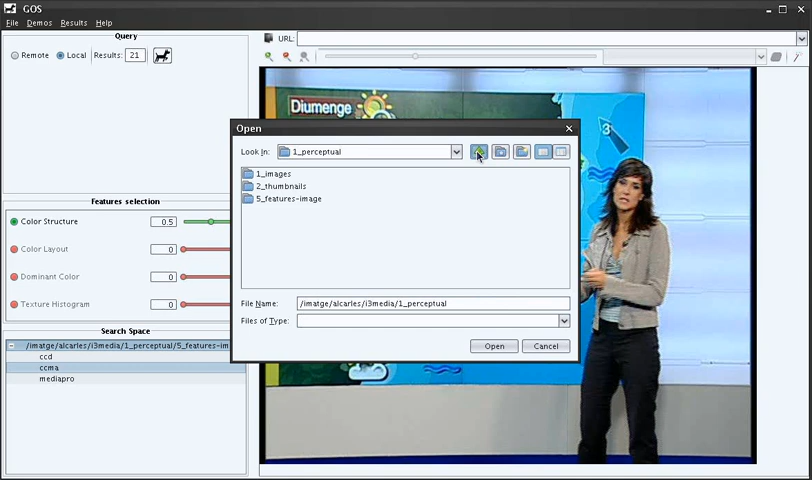 GOS
File Demos Results Help
Query
URL:
Remote Local Results: 21
Diumenge
3
Open
Look In: 1_perceptual
1_images
2_thumbnails
5_features-image
File Name: /imatge/alcarles/i3media/1_perceptual
Files of Type:
Open Cancel
Features selection
Color Structure 0.5
Color Layout 0
Dominant Color 0
Texture Histogram 0
Search Space
/imatge/alcarles/i3media/1_perceptual/5_features-im
ccd
ccma
mediapro